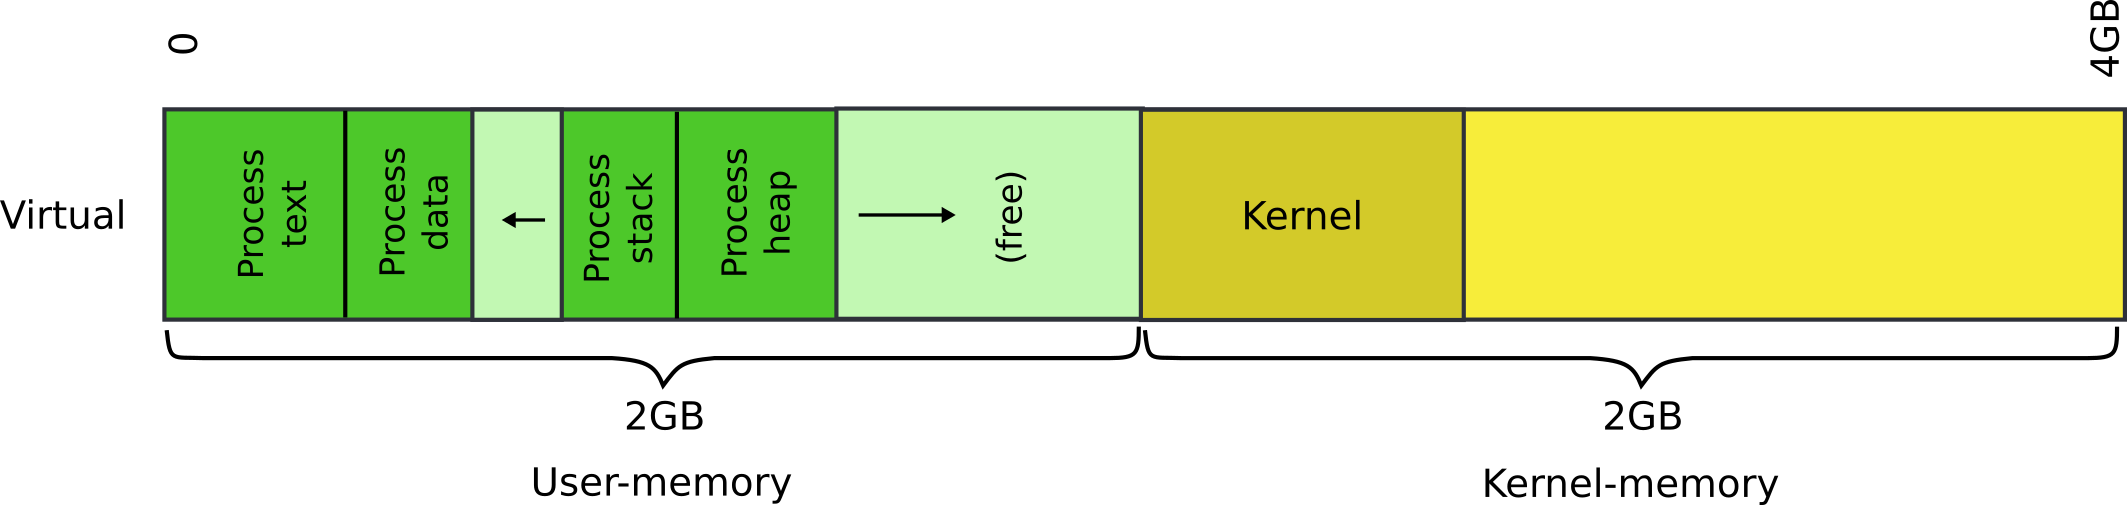 0
4GB
Virtual
Process
text
Process
data
Process
stack
Process
heap
(free)
Kernel
2GB
2GB
User-memory
Kernel-memory